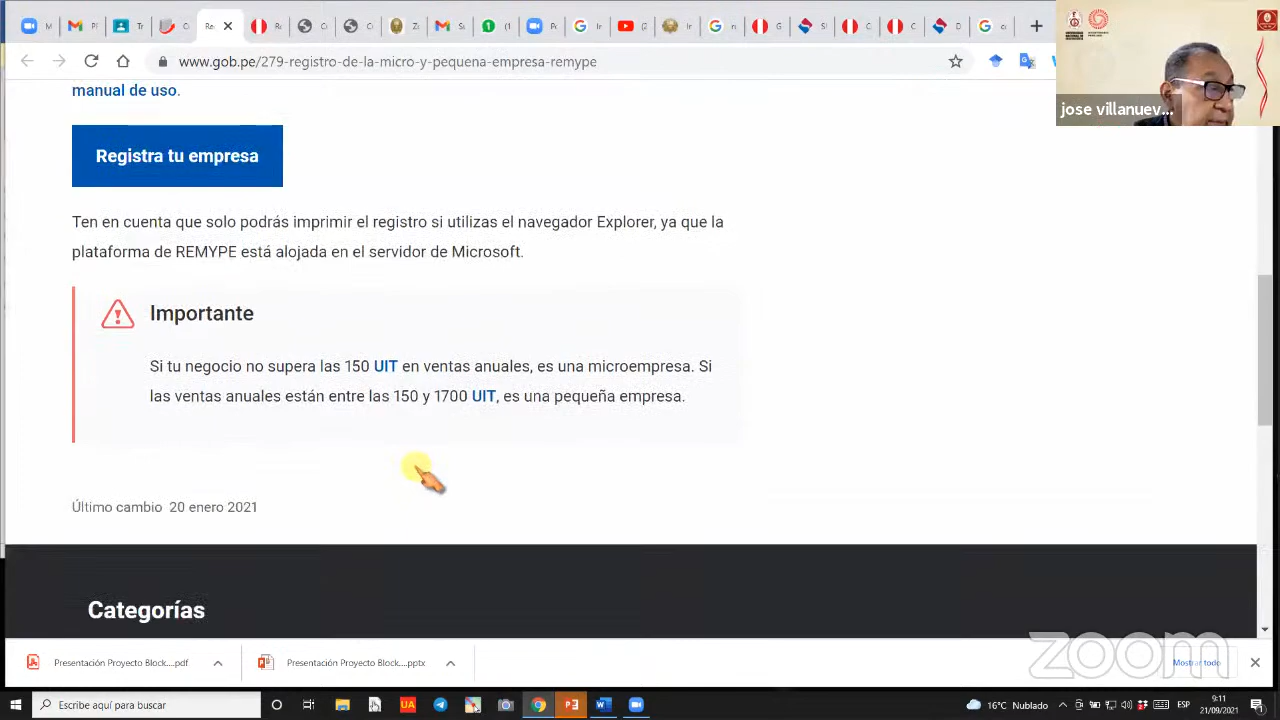 www.gob.pe/279-registro-de-la-micro-y-pequena-empresa-remype
jose villanuev...
manual de uso.
Registra tu empresa
Ten en cuenta que solo podrás imprimir el registro si utilizas el navegador Explorer, ya que la
plataforma de REMYPE está alojada en el servidor de Microsoft.
Importante
Si tu negocio no supera las 150 UIT en ventas anuales, es una microempresa. Si
las ventas anuales están entre las 150 y 1700 UIT, es una pequeña empresa.
Último cambio 20 enero 2021
Categorías
Presentación Proyecto Block....pdf
Presentación Proyecto Block....pptx
Mostrar todo
zoom
Escribe aquí para buscar
16°C Nublado
ESP
9:11
21/09/2021